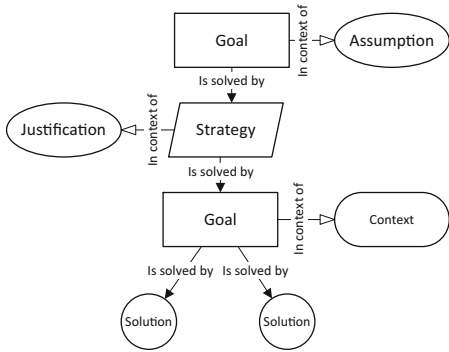 Goal
In context of
Assumption
Is solved by
Justification
In context of
Strategy
Is solved by
Goal
In context of
Context
Is solved by
Is solved by
Solution
Solution